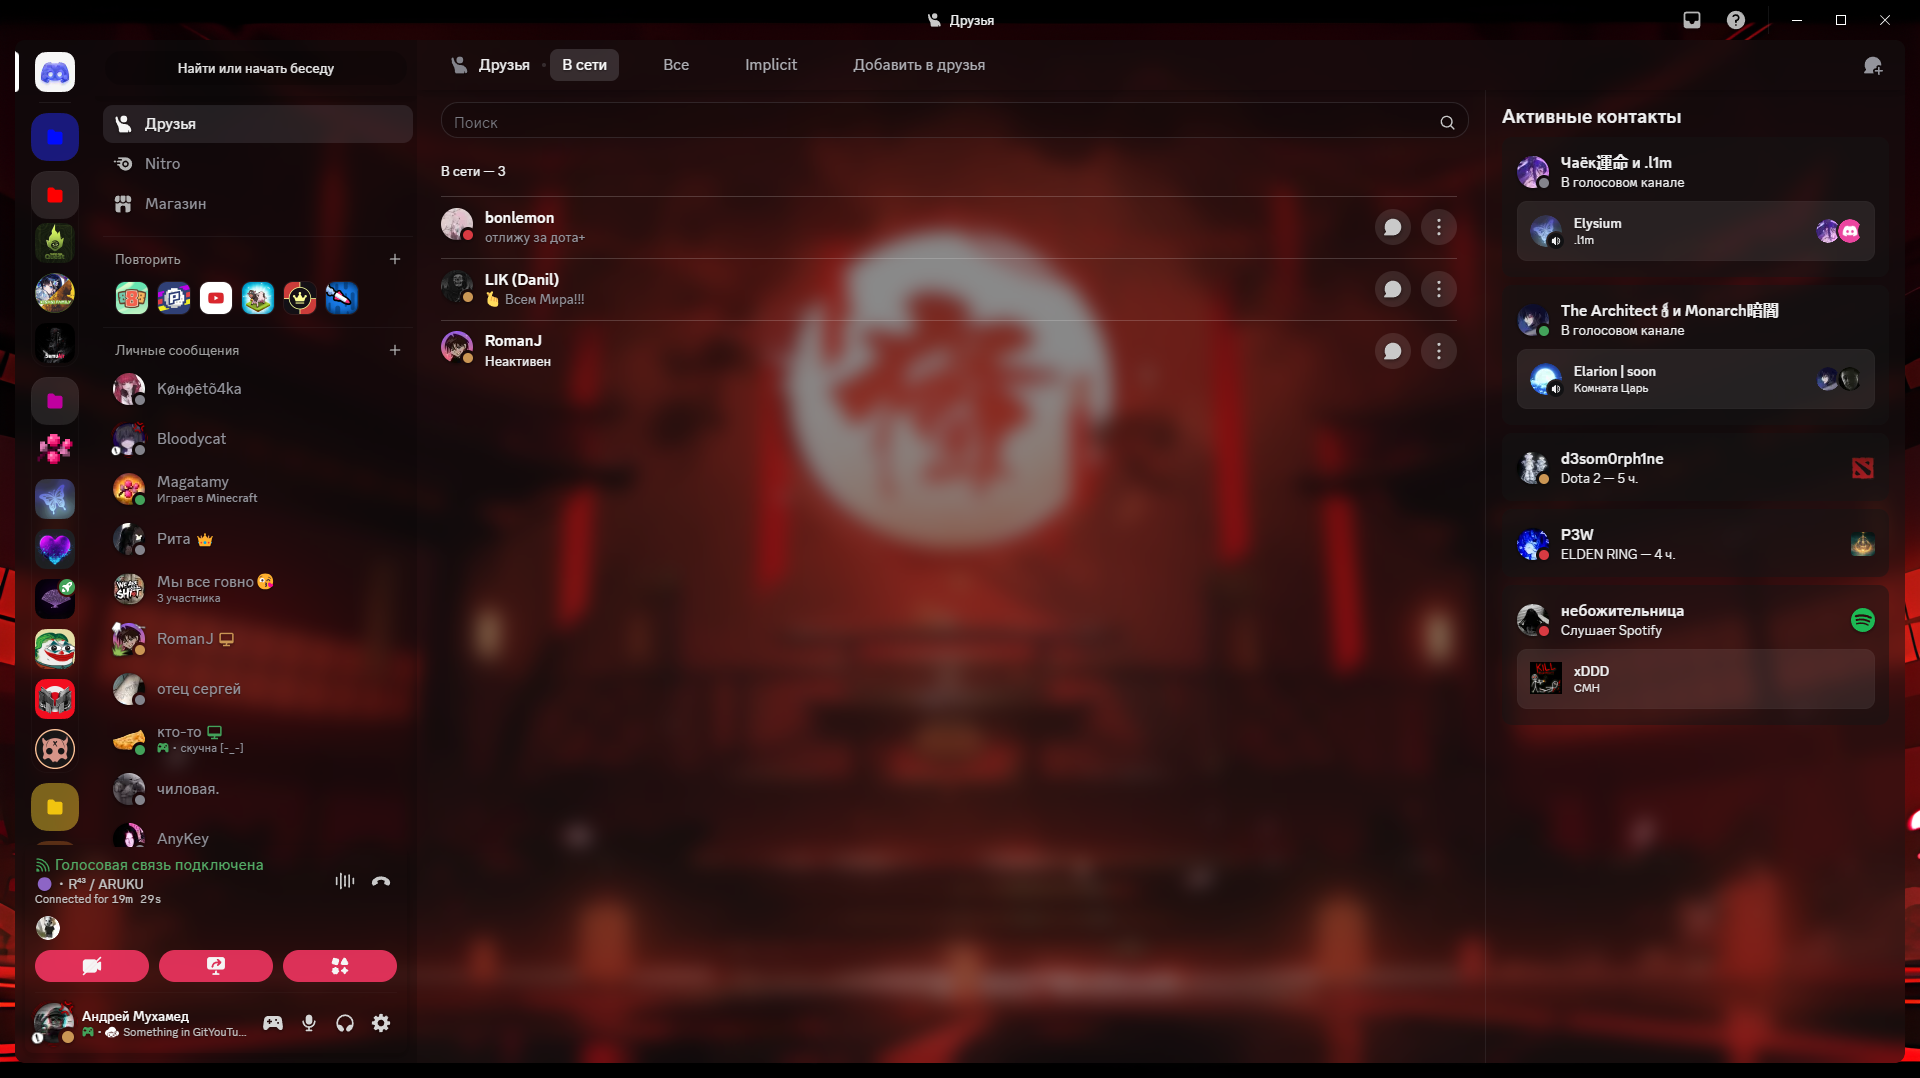 Друзья
Найти или начать беседу
Друзья
Nitro
Магазин
Повторить
Личные сообщения
Køнфētõ4ka
Bloodycat
Magatamy
Играет в Minecraft
Рита 👑
Мы все говно😘
3 участника
RomanJ
отец сергей
кто-то
🎮 • скучна [-_-]
чиловая.
AnyKey
Голосовая связь подключена
🟣 • R⁴³ / ARUKU
Connected for 19m 29s
Андрей Мухамед
Something in GitYouTu...
Друзья
В сети
Все
Implicit
Добавить в друзья
Поиск
В сети — 3
bonlemon
отлижу за дота+
LIK (Danil)
🫰 Всем Мира!!!
RomanJ
Неактивен
Активные контакты
Чаёк運命 и .l1m
В голосовом канале
Elysium
.l1m
The Architect🕯и Monarch暗闇
В голосовом канале
Elarion | soon
Комната Царь
d3som0rph1ne
Dota 2 — 5 ч.
P3W
ELDEN RING — 4 ч.
небожительница
Слушает Spotify
KILL
xDDD
CMH